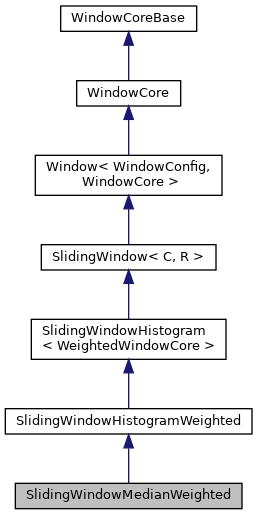 WindowCoreBase
WindowCore
Window< WindowConfig,
WindowCore >
SlidingWindow< C, R >
SlidingWindowHistogram
< WeightedWindowCore >
SlidingWindowHistogramWeighted
SlidingWindowMedianWeighted